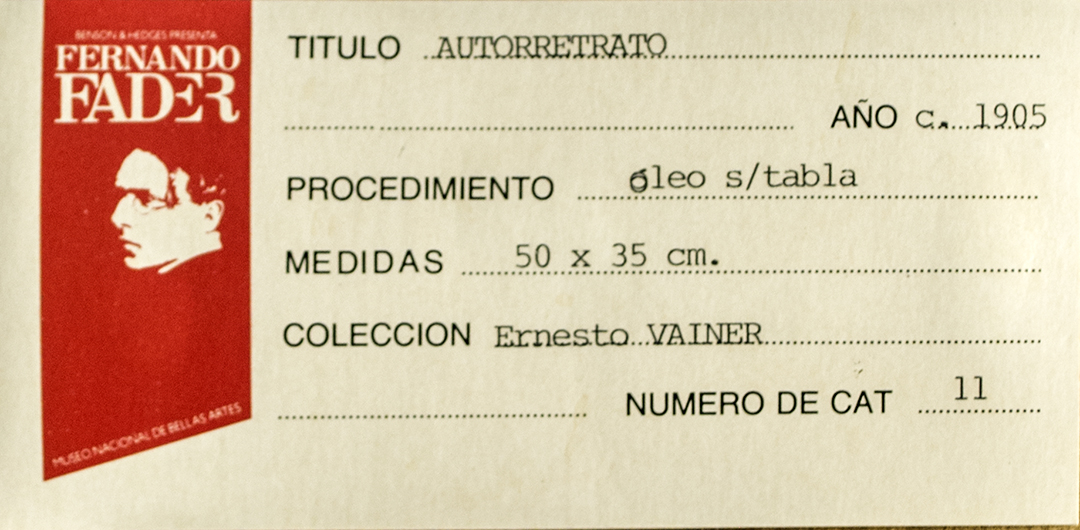 BENSON & HEDGES PRESENTA
FERNANDO
FADER
MUSEO NACIONAL DE BELLAS ARTES
TITULO AUTORRETRATO
AÑO c. 1905
PROCEDIMIENTO óleo s/tabla
MEDIDAS 50 x 35 cm.
COLECCION Ernesto VAINER
NUMERO DE CAT 11